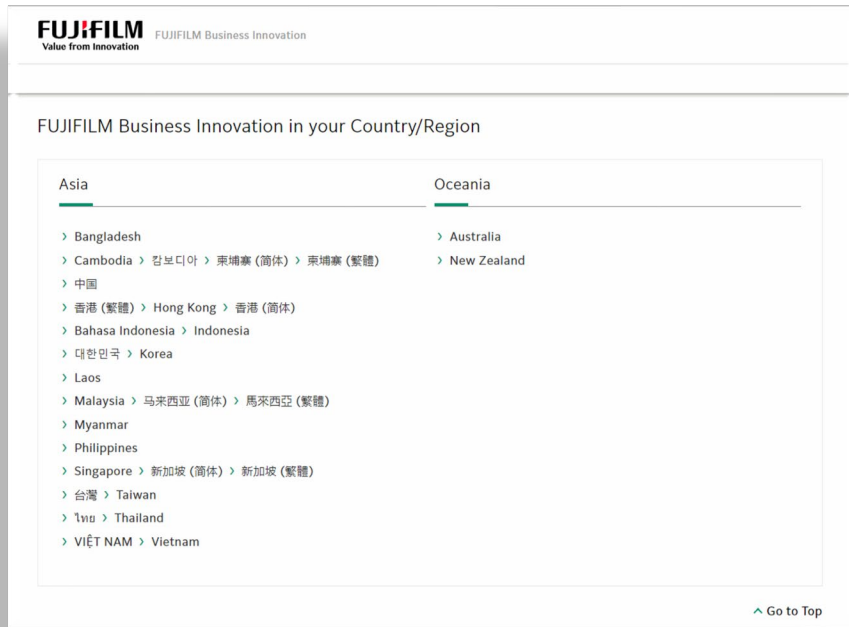 FUJIFILM
Value from Innovation
FUJIFILM Business Innovation
FUJIFILM Business Innovation in your Country/Region
Asia
Bangladesh
Cambodia > 캄보디아 > 柬埔寨 (简体) > 柬埔寨 (繁體)
中国
香港 (繁體) > Hong Kong > 香港 (简体)
Bahasa Indonesia > Indonesia
대한민국 > Korea
Laos
Malaysia > 马来西亚 (简体) > 馬來西亞 (繁體)
Myanmar
Philippines
Singapore > 新加坡 (简体) > 新加坡 (繁體)
台灣 > Taiwan
ไทย > Thailand
VIỆT NAM > Vietnam
Oceania
Australia
New Zealand
Go to Top